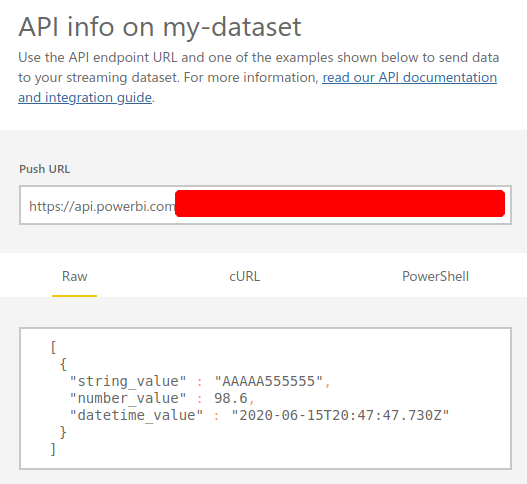 API info on my-dataset
Use the API endpoint URL and one of the examples shown below to send data
to your streaming dataset. For more information, read our API documentation
and integration guide.
Push URL
https://api.powerbi.com
Raw cURL PowerShell
[
{
"string_value" : "AAAAA555555",
"number_value" : 98.6,
"datetime_value" : "2020-06-15T20:47:47.730Z"
}
]